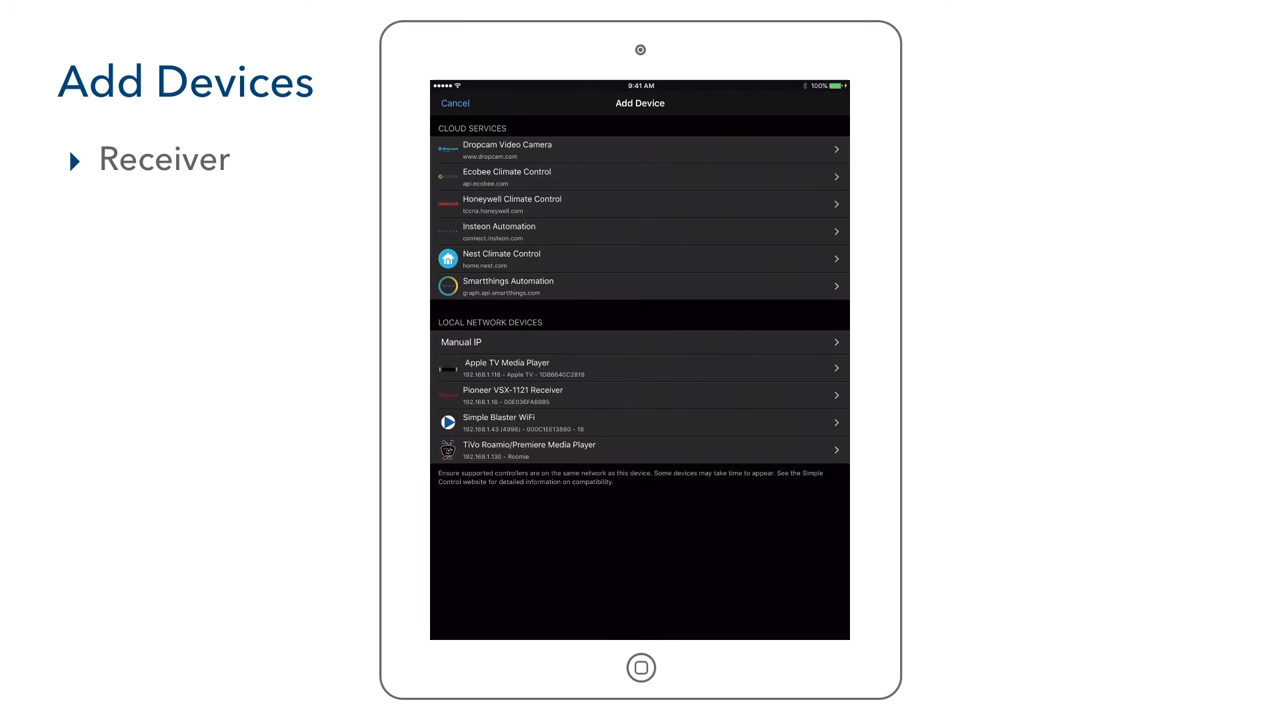 Add Devices
Receiver
9:41 AM
100%
Cancel
Add Device
CLOUD SERVICES
Dropcam Video Camera
www.dropcam.com
Ecobee Climate Control
api.ecobee.com
Honeywell Climate Control
tccna.honeywell.com
Insteon Automation
connect.insteon.com
Nest Climate Control
home.nest.com
Smartthings Automation
graph.api.smartthings.com
LOCAL NETWORK DEVICES
Manual IP
Apple TV Media Player
192.168.1.118 - Apple TV - 1DB6640C2818
Pioneer VSX-1121 Receiver
192.168.1.16 - 00E036FAB985
Simple Blaster WiFi
192.168.1.43 (4998) - 000C1EE13880 - 18
TiVo Roamio/Premiere Media Player
192.168.1.130 - Roomie
Ensure supported controllers are on the same network as this device. Some devices may take time to appear. See the Simple
Control website for detailed information on compatibility.